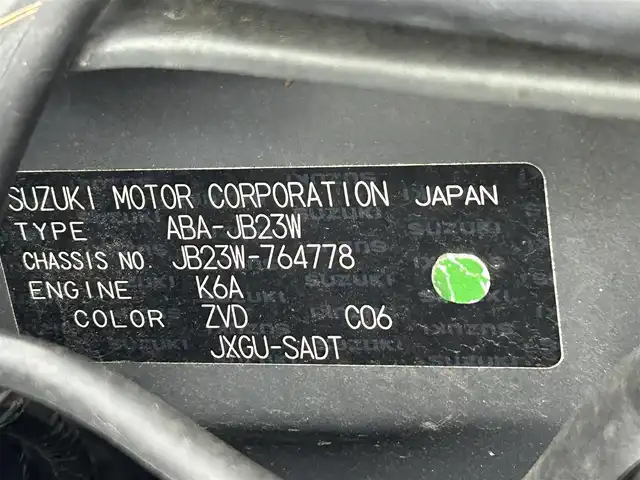 SUZUKI MOTOR CORPORATION JAPAN
TYPE ABA-JB23W
CHASSIS NO. JB23W-764778
ENGINE K6A
COLOR ZVD C06
JXGU-SADT